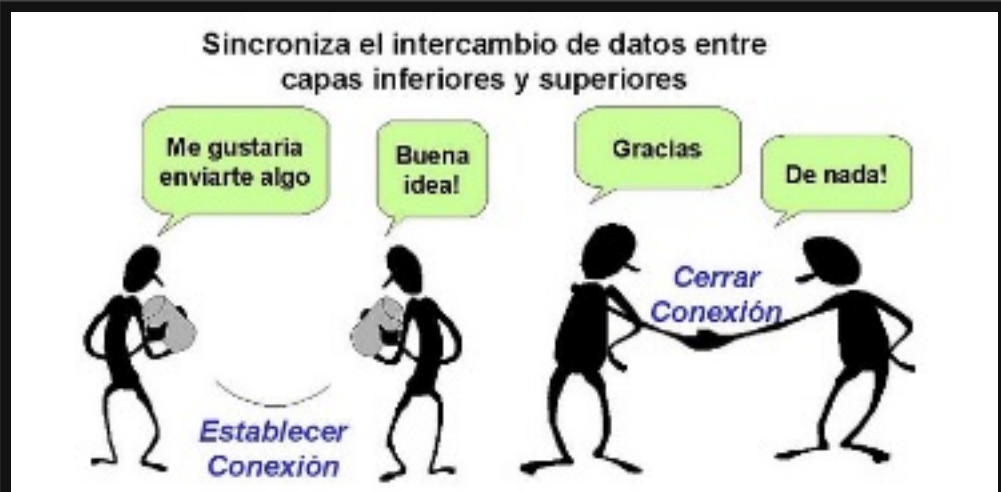 Sincroniza el intercambio de datos entre
capas inferiores y superiores
Me gustaria
enviarte algo
Buena
idea!
Gracias
De nada!
Establecer
Conexión
Cerrar
Conexión